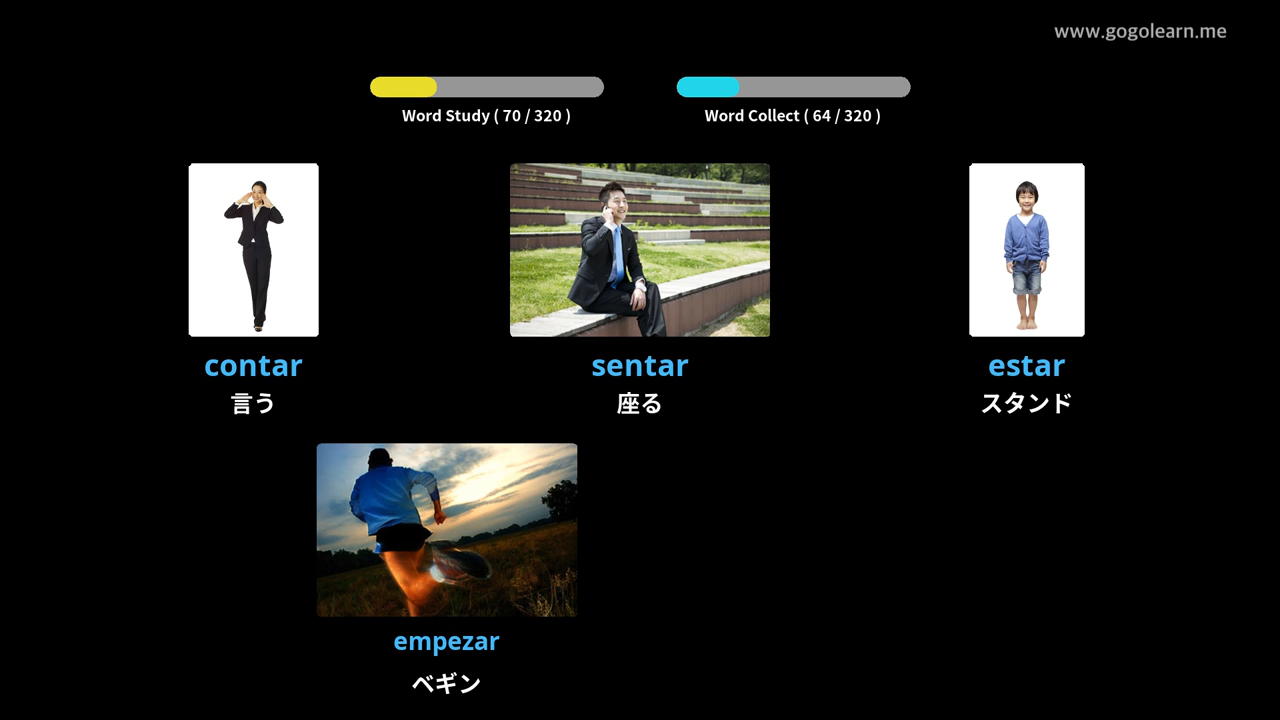 www.gogolearn.me
Word Study ( 70 / 320 )
Word Collect ( 64 / 320 )
contar
言う
sentar
座る
estar
スタンド
empezar
ベギン